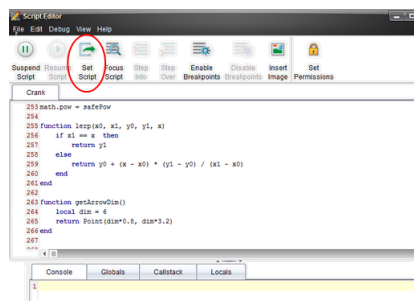 Script Editor
File Edit Debug View Help
Suspend Script
Resume Script
Set Script
Focus Script
Step Into
Step Over
Enable Breakpoints
Disable Breakpoints
Insert Image
Set Permissions
Crank
253 math.pow = safePow
254
255 function lerp(x0, x1, y0, y1, x)
256 if x1 == x then
257 return y1
258 else
259 return y0 + (x - x0) * (y1 - y0) / (x1 - x0)
260 end
261 end
262
263 function getArrowDim()
264 local dim = 6
265 return Point(dim*0.8, dim*3.2)
266 end
267
Console Globals Callstack Locals
1